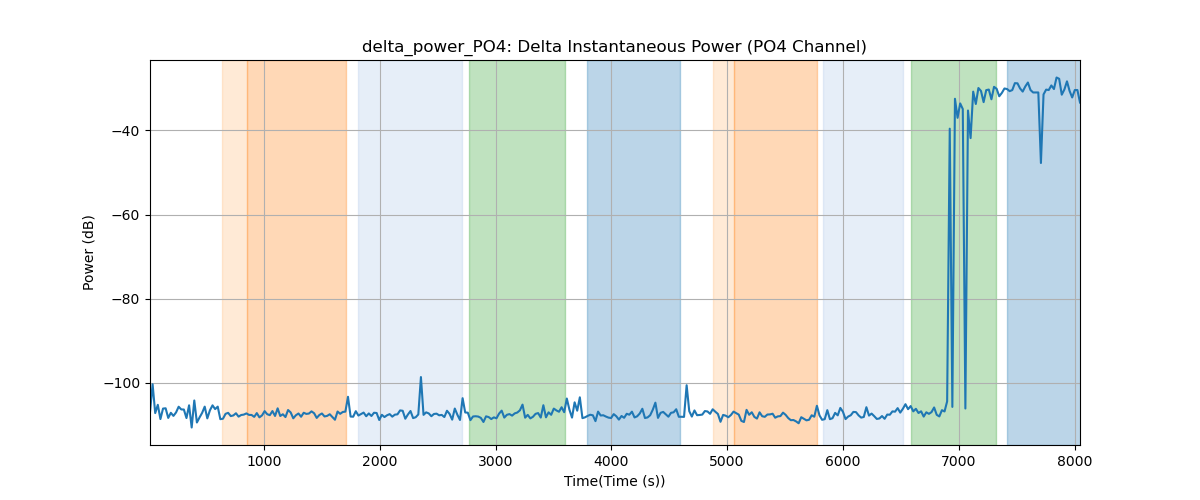 delta_power_PO4: Delta Instantaneous Power (PO4 Channel)
Power (dB)
−40
−60
−80
−100
1000 2000 3000 4000 5000 6000 7000 8000
Time(Time (s))